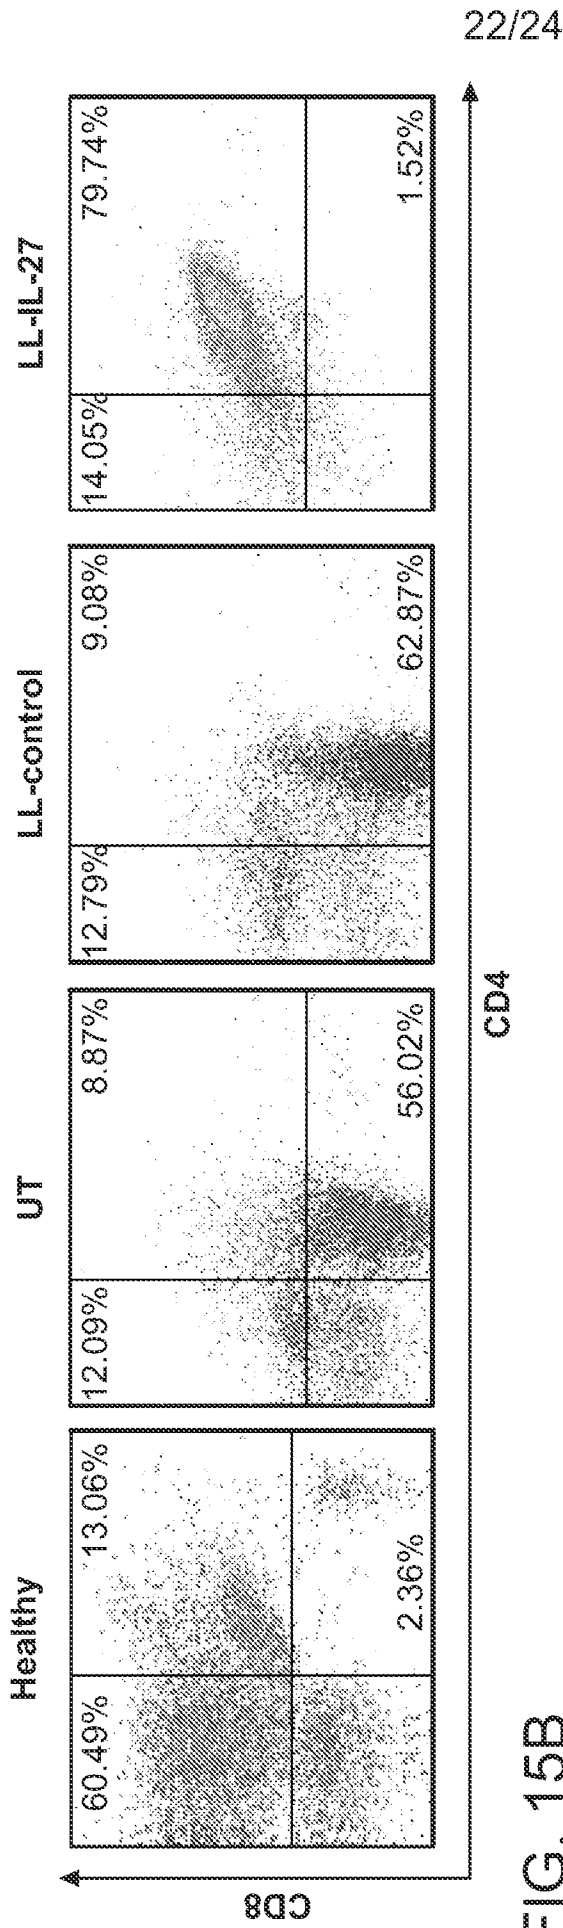 22/24
Healthy
60.49%
13.06%
2.36%
UT
12.09%
8.87%
56.02%
LL-control
12.79%
9.08%
62.87%
LL-IL-27
14.05%
79.74%
1.52%
CD8
CD4
FIG. 15B